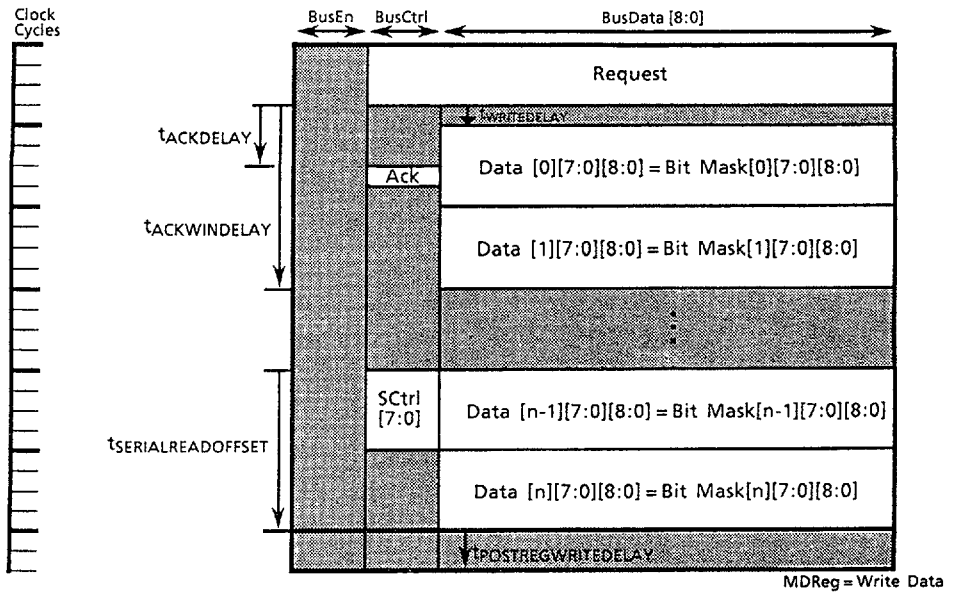 Clock
Cycles
BusEn BusCtrl BusData [8:0]
Request
tACKDELAY
tWRITEDELAY
Data [0][7:0][8:0] = Bit Mask[0][7:0][8:0]
Ack
tACKWINDELAY
Data [1][7:0][8:0] = Bit Mask[1][7:0][8:0]
SCtrl
[7:0]
Data [n-1][7:0][8:0] = Bit Mask[n-1][7:0][8:0]
tSERIALREADOFFSET
Data [n][7:0][8:0] = Bit Mask[n][7:0][8:0]
tPOSTREGWRITEDELAY
MDReg = Write Data